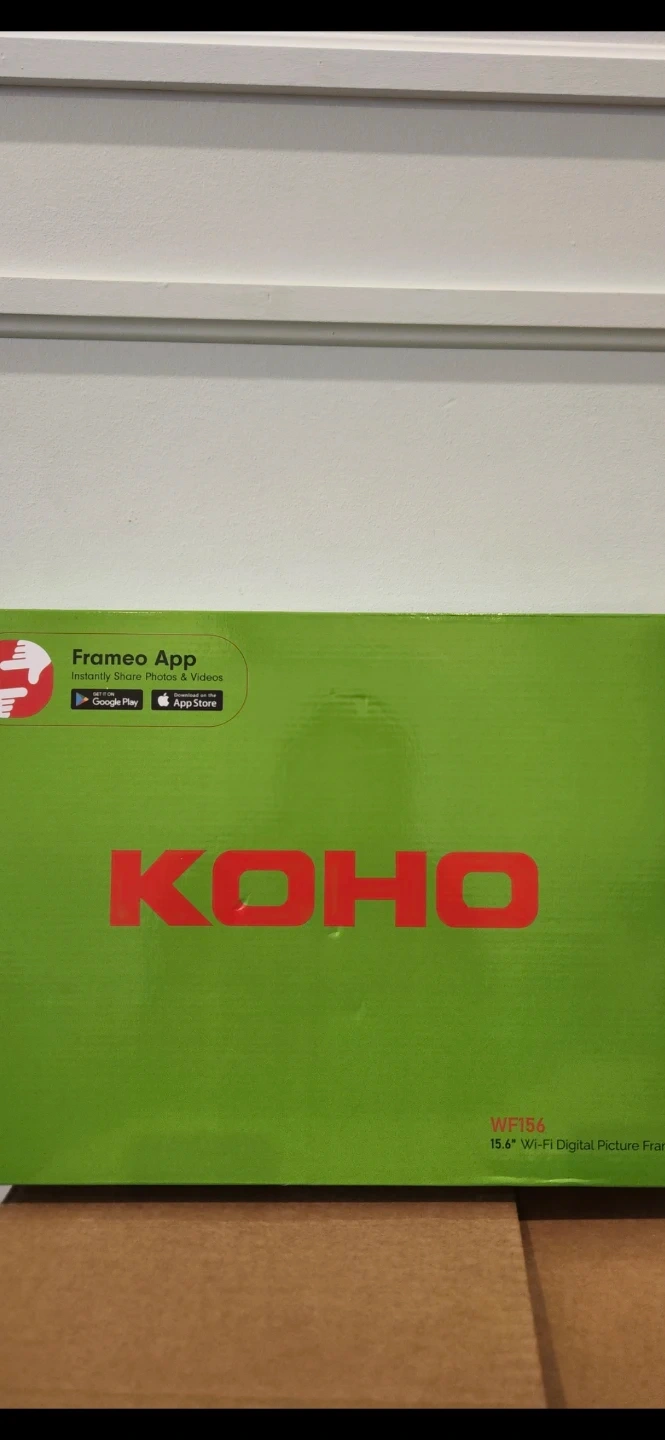 Frameo App
Instantly Share Photos & Videos
GET IT ON
Google Play
Download on the
App Store
KOHO
WF156
15.6" Wi-Fi Digital Picture